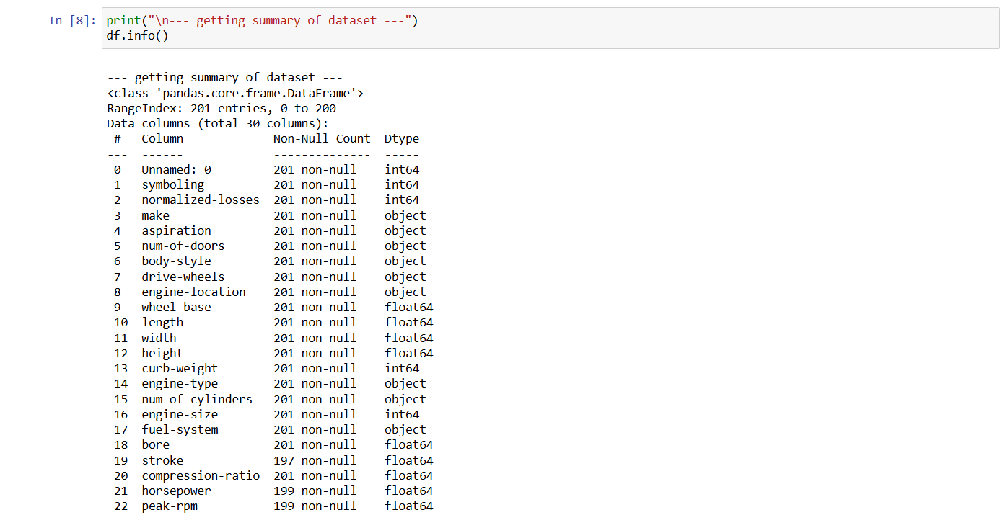 In [8]: print("\n--- getting summary of dataset ---")
df.info()
--- getting summary of dataset ---
<class 'pandas.core.frame.DataFrame'>
RangeIndex: 201 entries, 0 to 200
Data columns (total 30 columns):
 #   Column             Non-Null Count  Dtype
---  ------             --------------  -----
 0   Unnamed: 0         201 non-null    int64
 1   symboling          201 non-null    int64
 2   normalized-losses  201 non-null    int64
 3   make               201 non-null    object
 4   aspiration         201 non-null    object
 5   num-of-doors       201 non-null    object
 6   body-style         201 non-null    object
 7   drive-wheels       201 non-null    object
 8   engine-location    201 non-null    object
 9   wheel-base         201 non-null    float64
 10  length             201 non-null    float64
 11  width              201 non-null    float64
 12  height             201 non-null    float64
 13  curb-weight        201 non-null    int64
 14  engine-type        201 non-null    object
 15  num-of-cylinders   201 non-null    object
 16  engine-size        201 non-null    int64
 17  fuel-system        201 non-null    object
 18  bore               201 non-null    float64
 19  stroke             197 non-null    float64
 20  compression-ratio  201 non-null    float64
 21  horsepower         199 non-null    float64
 22  peak-rpm           199 non-null    float64